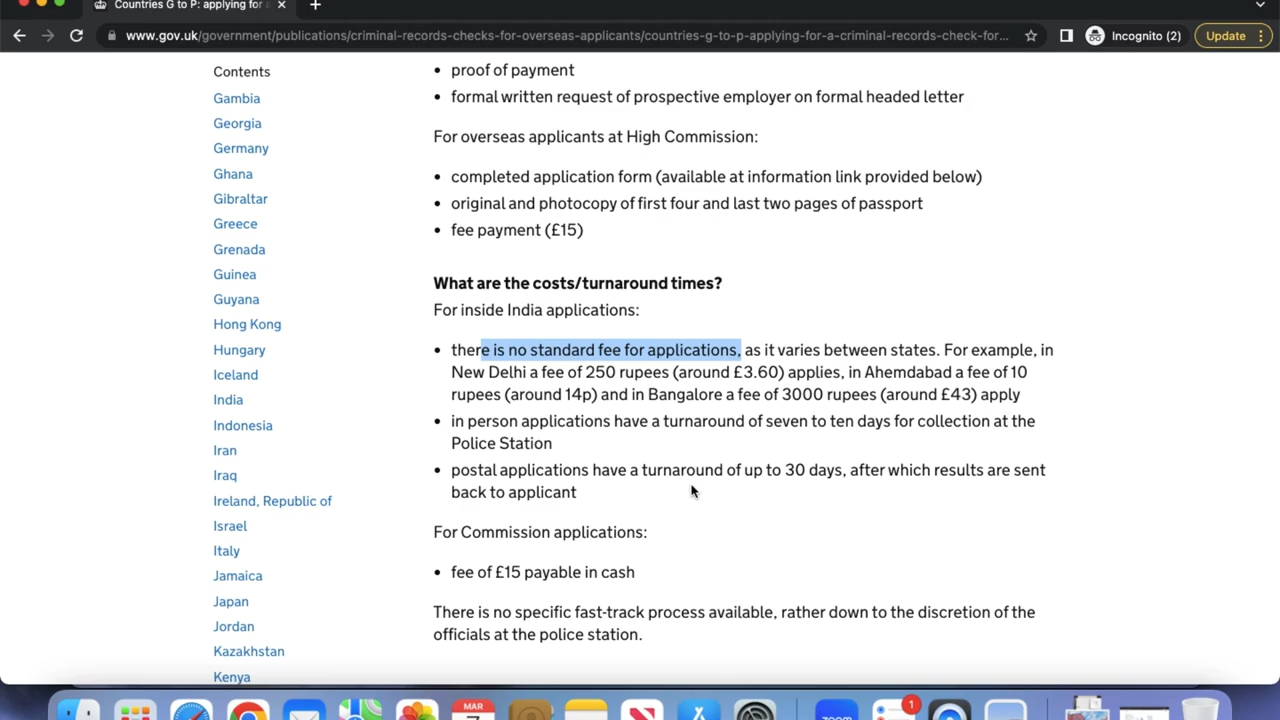 Countries G to P: applying for a
www.gov.uk/government/publications/criminal-records-checks-for-overseas-applicants/countries-g-to-p-applying-for-a-criminal-records-check-for...
Incognito (2)
Update
Contents
Gambia
Georgia
Germany
Ghana
Gibraltar
Greece
Grenada
Guinea
Guyana
Hong Kong
Hungary
Iceland
India
Indonesia
Iran
Iraq
Ireland, Republic of
Israel
Italy
Jamaica
Japan
Jordan
Kazakhstan
Kenya
• proof of payment
• formal written request of prospective employer on formal headed letter
For overseas applicants at High Commission:
• completed application form (available at information link provided below)
• original and photocopy of first four and last two pages of passport
• fee payment (£15)
What are the costs/turnaround times?
For inside India applications:
• there is no standard fee for applications, as it varies between states. For example, in
New Delhi a fee of 250 rupees (around £3.60) applies, in Ahemdabad a fee of 10
rupees (around 14p) and in Bangalore a fee of 3000 rupees (around £43) apply
• in person applications have a turnaround of seven to ten days for collection at the
Police Station
• postal applications have a turnaround of up to 30 days, after which results are sent
back to applicant
For Commission applications:
• fee of £15 payable in cash
There is no specific fast-track process available, rather down to the discretion of the
officials at the police station.
MAR
zoom
1